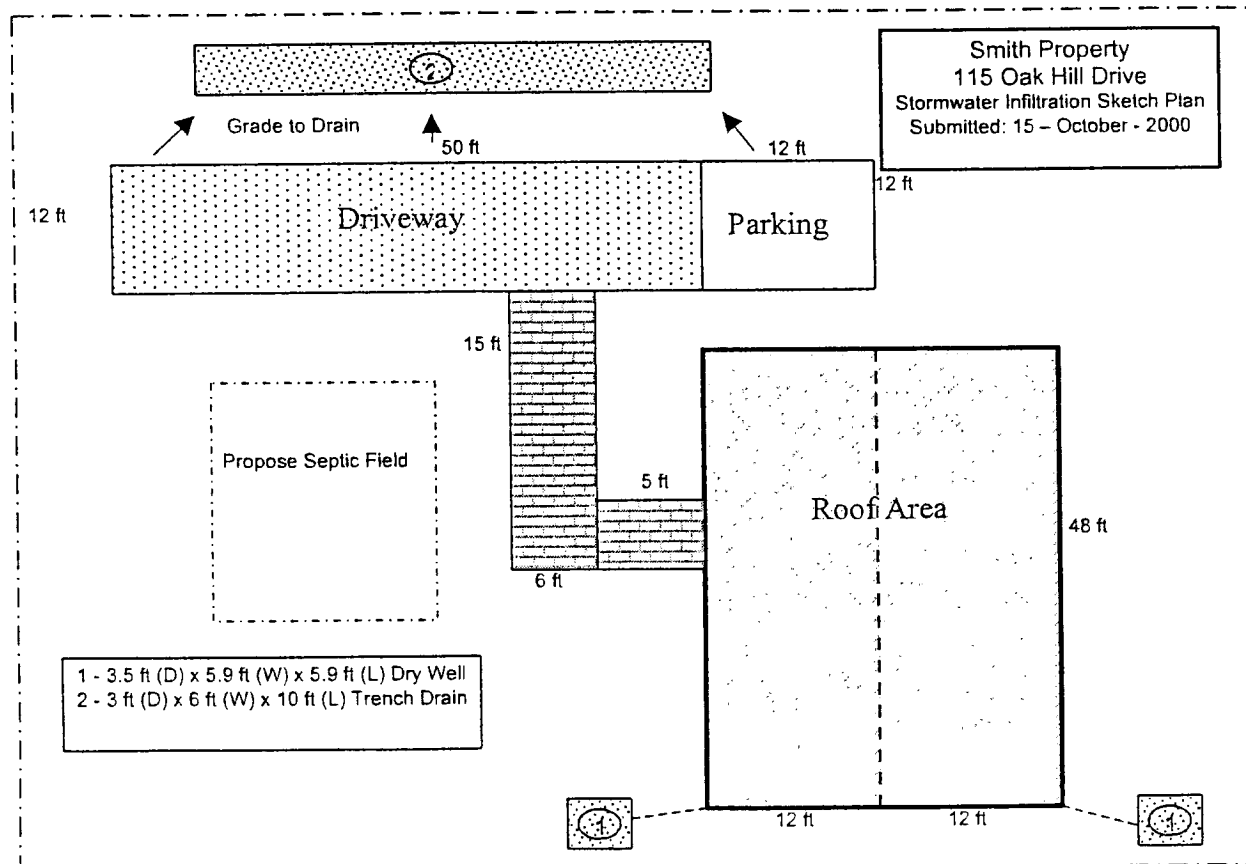 Smith Property
115 Oak Hill Drive
Stormwater Infiltration Sketch Plan
Submitted: 15 – October - 2000
2
Grade to Drain
50 ft
12 ft
12 ft
12 ft
Driveway
Parking
15 ft
Propose Septic Field
5 ft
Roof Area
48 ft
6 ft
1 - 3.5 ft (D) x 5.9 ft (W) x 5.9 ft (L) Dry Well
2 - 3 ft (D) x 6 ft (W) x 10 ft (L) Trench Drain
1
12 ft
12 ft
1